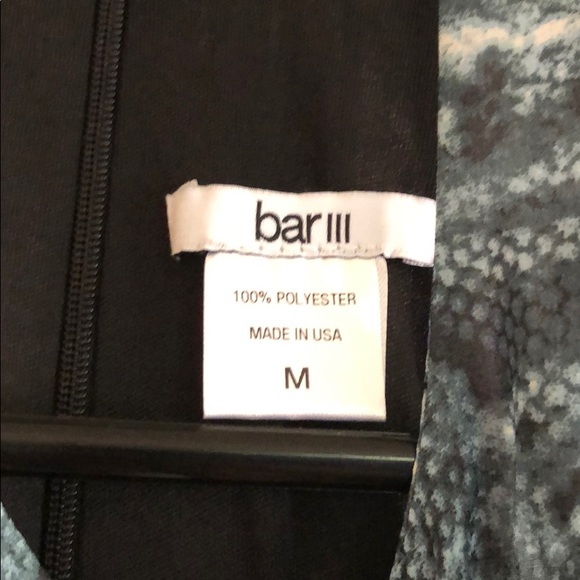 bar III
100% POLYESTER
MADE IN USA
M